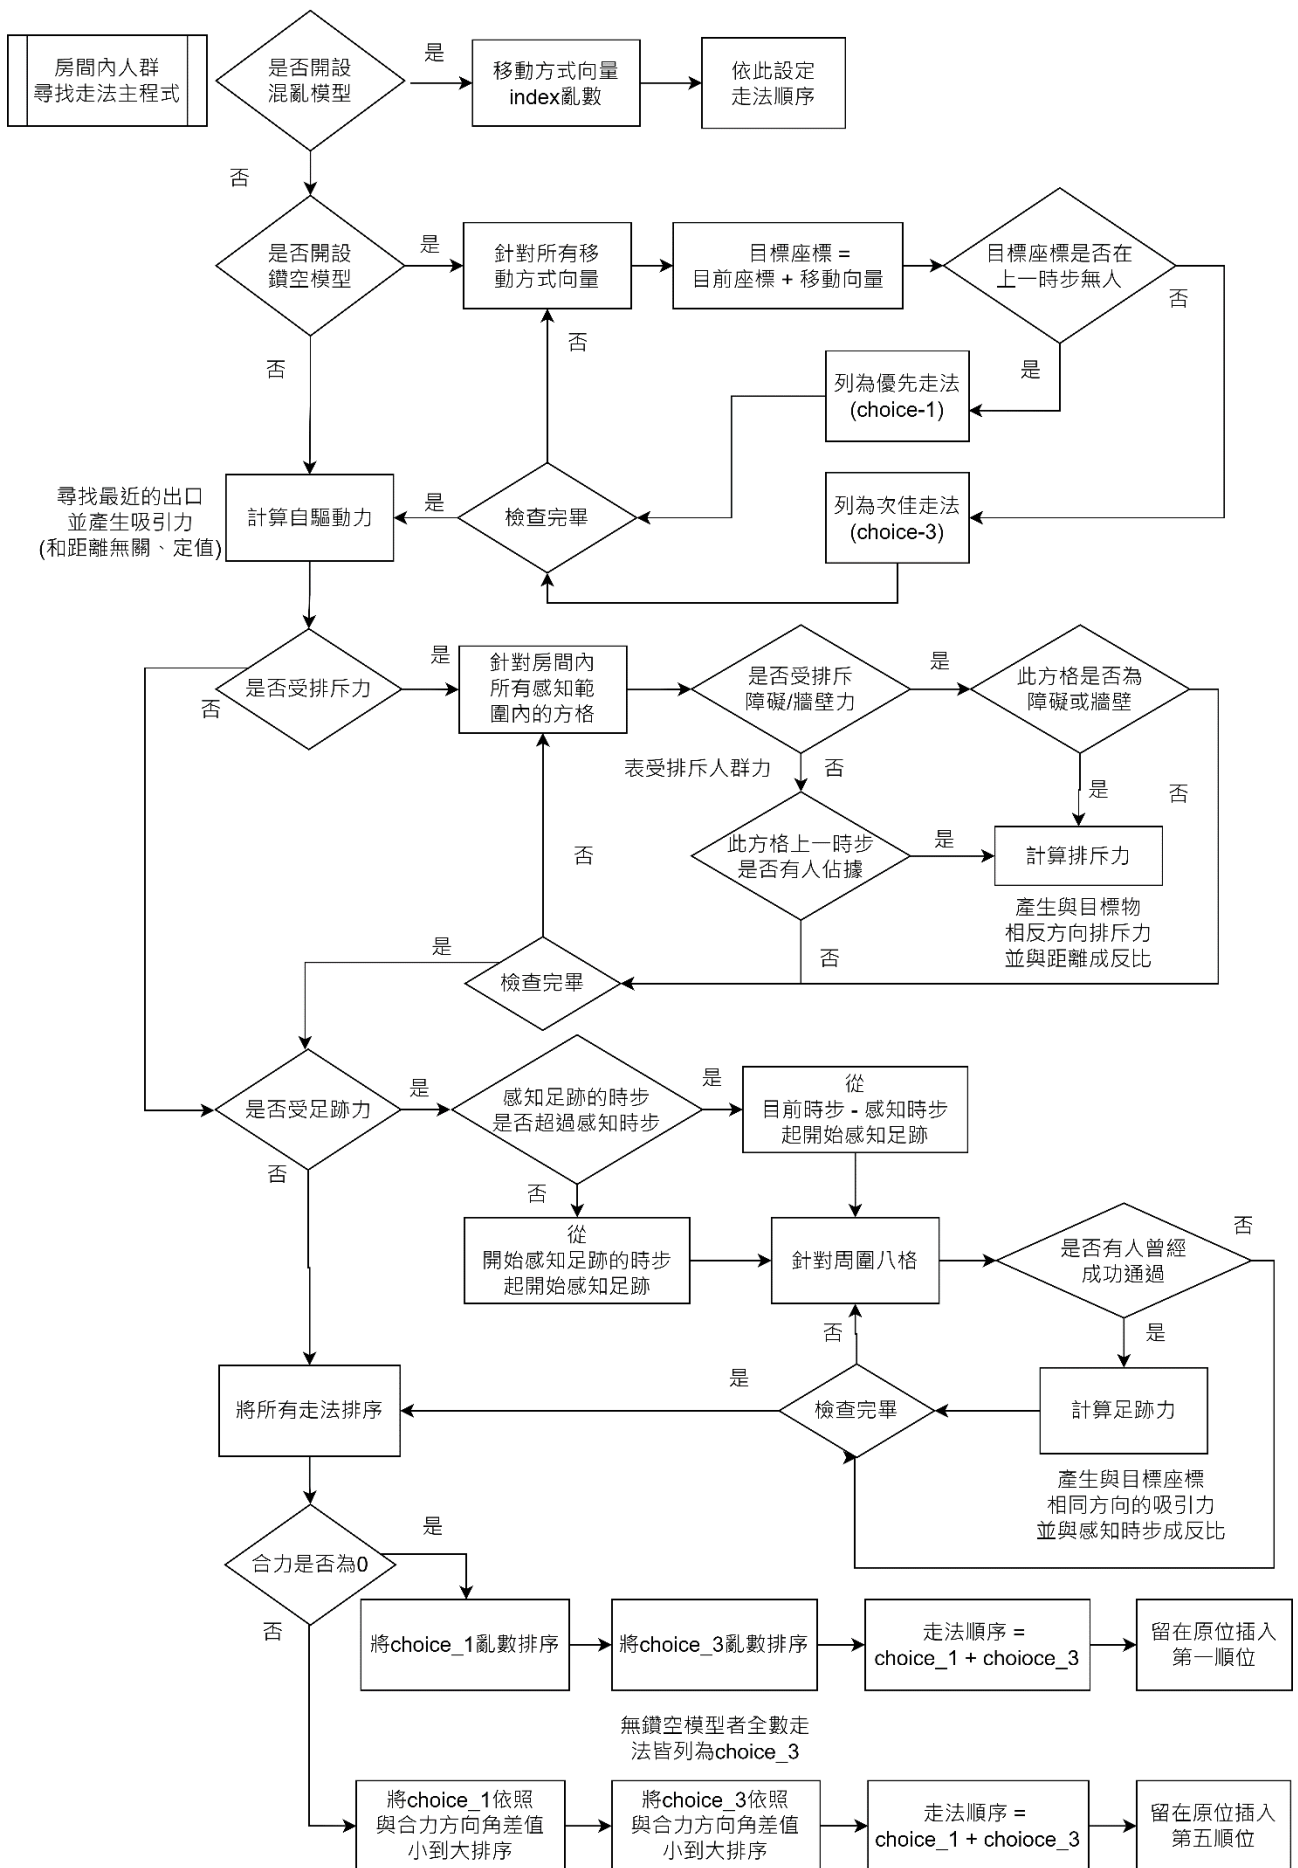 房間內人群
尋找走法主程式
是否開設
混亂模型
是
移動方式向量
index亂數
依此設定
走法順序
否
是否開設
鑽空模型
是
針對所有移
動方式向量
目標座標 =
目前座標 + 移動向量
目標座標是否在
上一時步無人
否
否
否
是
列為優先走法
(choice-1)
尋找最近的出口
並產生吸引力
(和距離無關、定值)
計算自驅動力
是
檢查完畢
列為次佳走法
(choice-3)
是否受排斥力
是
否
針對房間內
所有感知範
圍內的方格
是否受排斥
障礙/牆壁力
是
此方格是否為
障礙或牆壁
表受排斥人群力
否
是
否
否
此方格上一時步
是否有人佔據
是
計算排斥力
產生與目標物
相反方向排斥力
並與距離成反比
是
否
檢查完畢
是否受足跡力
是
感知足跡的時步
是否超過感知時步
是
從
目前時步 - 感知時步
起開始感知足跡
否
否
從
開始感知足跡的時步
起開始感知足跡
針對周圍八格
是否有人曾經
成功通過
否
否
是
將所有走法排序
是
檢查完畢
計算足跡力
產生與目標座標
相同方向的吸引力
並與感知時步成反比
合力是否為0
是
否
將choice_1亂數排序
將choice_3亂數排序
走法順序 =
choice_1 + choioce_3
留在原位插入
第一順位
無鑽空模型者全數走
法皆列為choice_3
將choice_1依照
與合力方向角差值
小到大排序
將choice_3依照
與合力方向角差值
小到大排序
走法順序 =
choice_1 + choioce_3
留在原位插入
第五順位